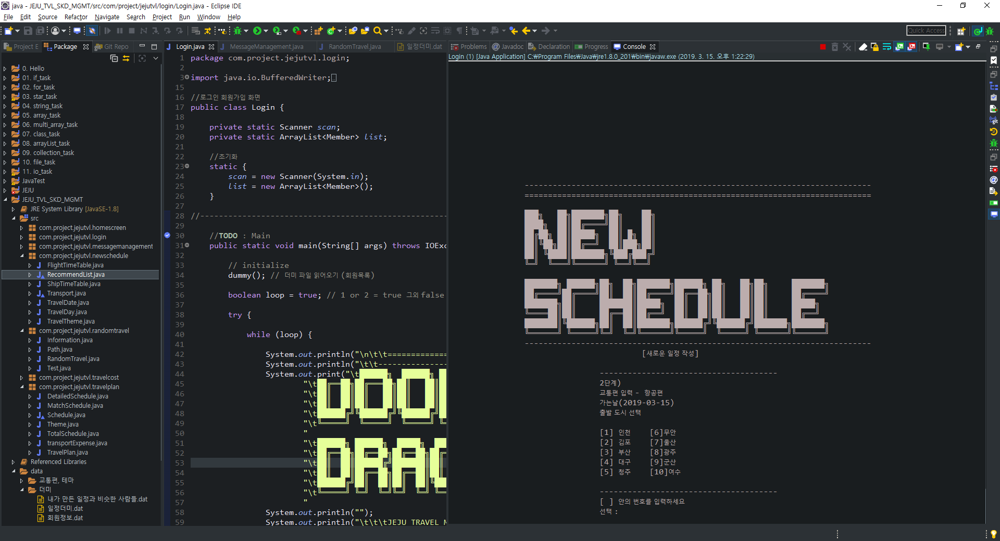 java - JEJU_TVL_SKD_MGMT/src/com/project/jejutvl/login/Login.java - Eclipse IDE
File Edit Source Refactor Navigate Search Project Run Window Help
Quick Access
Project E Package Git Repo
0. Hello
01. if_task
02. for_task
03. star_task
04. string_task
05. array_task
06. multi_array_task
07. class_task
08. arrayList_task
09. collection_task
10. file_task
11. io_task
JavaTest
JEJU
JEJU_TVL_SKD_MGMT
JRE System Library [JavaSE-1.8]
src
com.project.jejutvl.homescreen
com.project.jejutvl.login
com.project.jejutvl.messagemanagement
com.project.jejutvl.newschedule
FlightTimeTable.java
RecommendList.java
ShipTimeTable.java
Transport.java
TravelDate.java
TravelDay.java
TravelTheme.java
com.project.jejutvl.randomtravel
Information.java
Path.java
RandomTravel.java
Test.java
com.project.jejutvl.travelcost
com.project.jejutvl.travelplan
DetailedSchedule.java
MatchSchedule.java
Schedule.java
Theme.java
TotalSchedule.java
transportExpense.java
TravelPlan.java
Referenced Libraries
data
교통편, 테마
더미
내가 만든 일정과 비슷한 사람들.dat
일정더미.dat
회원정보.dat
Login.java MessageManagement.java RandomTravel.java 일정더미.dat
1 package com.project.jejutvl.login;
2
3 import java.io.BufferedWriter;
15
16 //로그인 회원가입 화면
17 public class Login {
18
19 private static Scanner scan;
20 private static ArrayList<Member> list;
21
22 //초기화
23 static {
24 scan = new Scanner(System.in);
25 list = new ArrayList<Member>();
26 }
27
28 //-----------------------------------------------------
29
30 //TODO : Main
31 public static void main(String[] args) throws IOExc
32
33 // initialize
34 dummy(); // 더미 파일 읽어오기 (회원목록)
35
36 boolean loop = true; // 1 or 2 = true 그외 false
37
38 try {
39
40 while (loop) {
41
42 System.out.println("\n\t\t=============
43 System.out.println("\t\t---------------
44 System.out.print("\t
45 "\t
46 "\t
47 "\t
48 "\t
49 "\t
50 "
51 "\t
52 "\t
53 "\t
54 "\t
55 "\t
56 "\t
57 "
58 System.out.println("");
59 System.out.println("\t\t\tJEJU TRAVEL M
Problems Javadoc Declaration Progress Console
Login (1) [Java Application] C:₩Program Files₩Java₩jre1.8.0_201₩bin₩javaw.exe (2019. 3. 15. 오후 1:22:29)
--------------------------------------------------------------------------
==========================================================================
NEW
SCHEDULE
--------------------------------------------------------------------------
[새로운 일정 작성]
--------------------------------------
2단계)
교통편 입력 - 항공편
가는날(2019-03-15)
출발 도시 선택
[1] 인천 [6]무안
[2] 김포 [7]울산
[3] 부산 [8]광주
[4] 대구 [9]군산
[5] 청주 [10]여수
--------------------------------------
[ ] 안의 번호를 입력하세요
선택 :